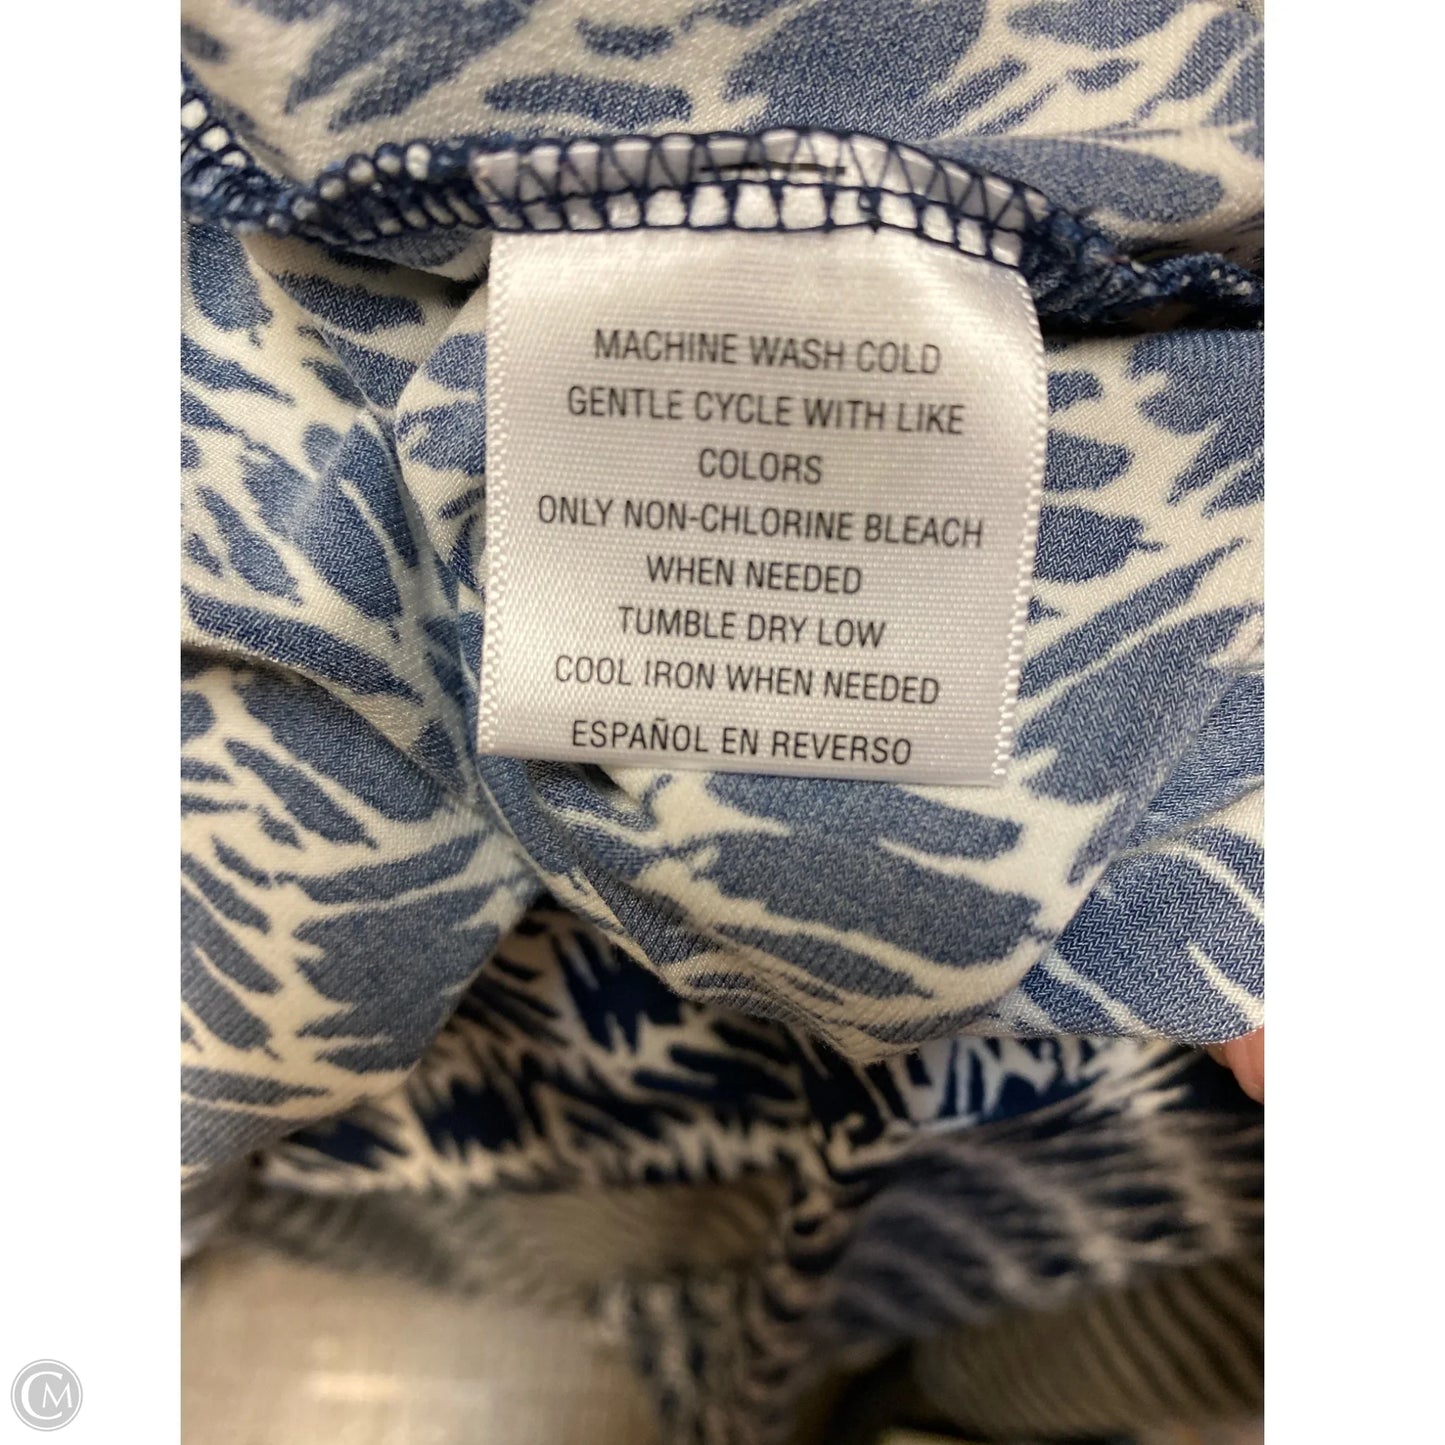 MACHINE WASH COLD
GENTLE CYCLE WITH LIKE
COLORS
ONLY NON-CHLORINE BLEACH
WHEN NEEDED
TUMBLE DRY LOW
COOL IRON WHEN NEEDED
ESPAÑOL EN REVERSO
CM